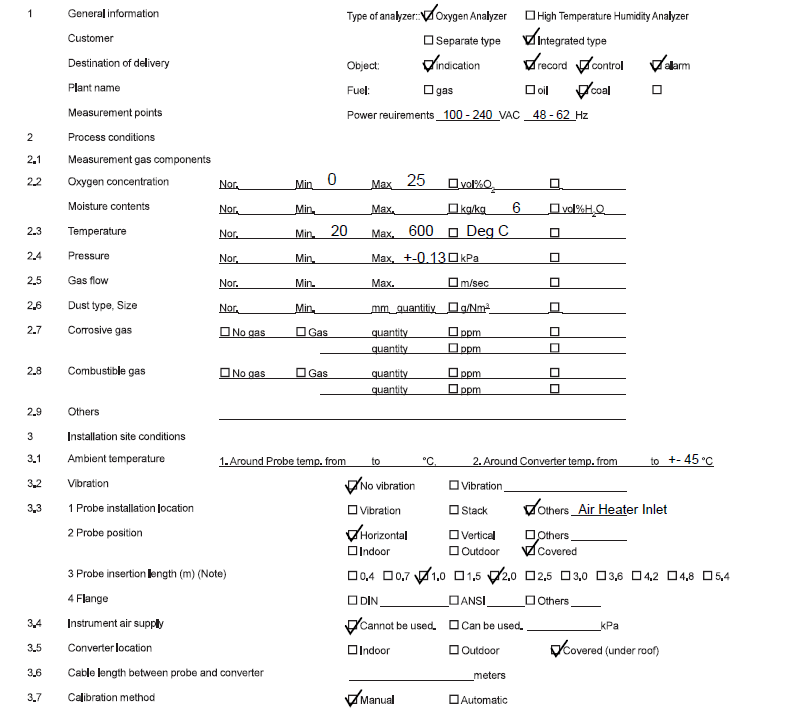 1 General information Type of analyzer:: ☑ Oxygen Analyzer ☐ High Temperature Humidity Analyzer
Customer ☐ Separate type ☑ Integrated type
Destination of delivery Object: ☑ indication ☑ record ☑ control ☑ alarm
Plant name Fuel: ☐ gas ☐ oil ☑ coal ☐
Measurement points Power reuirements 100 - 240 VAC 48 - 62 Hz
2 Process conditions
2.1 Measurement gas components
2.2 Oxygen concentration Nor. Min. 0 Max. 25 ☐ vol%O2 ☐
Moisture contents Nor. Min. Max. ☐ kg/kg 6 ☐ vol%H2O
2.3 Temperature Nor. Min. 20 Max. 600 ☐ Deg C ☐
2.4 Pressure Nor. Min. Max. +-0.13 ☐ kPa ☐
2.5 Gas flow Nor. Min. Max. ☐ m/sec ☐
2.6 Dust type, Size Nor. Min. mm quantitiy ☐ g/Nm³ ☐
2.7 Corrosive gas ☐ No gas ☐ Gas quantity ☐ ppm ☐
quantity ☐ ppm ☐
2.8 Combustible gas ☐ No gas ☐ Gas quantity ☐ ppm ☐
quantity ☐ ppm ☐
2.9 Others
3 Installation site conditions
3.1 Ambient temperature 1. Around Probe temp. from to °C, 2. Around Converter temp. from to +- 45 °C
3.2 Vibration ☑ No vibration ☐ Vibration
3.3 1 Probe installation location ☐ Vibration ☐ Stack ☑ Others Air Heater Inlet
2 Probe position ☑ Horizontal ☐ Vertical ☐ Others
☐ Indoor ☐ Outdoor ☑ Covered
3 Probe insertion length (m) (Note) ☐ 0.4 ☐ 0.7 ☑ 1.0 ☐ 1.5 ☑ 2.0 ☐ 2.5 ☐ 3.0 ☐ 3.6 ☐ 4.2 ☐ 4.8 ☐ 5.4
4 Flange ☐ DIN ☐ ANSI ☐ Others
3.4 Instrument air supply ☑ Cannot be used. ☐ Can be used. kPa
3.5 Converter location ☐ Indoor ☐ Outdoor ☑ Covered (under roof)
3.6 Cable length between probe and converter meters
3.7 Calibration method ☑ Manual ☐ Automatic